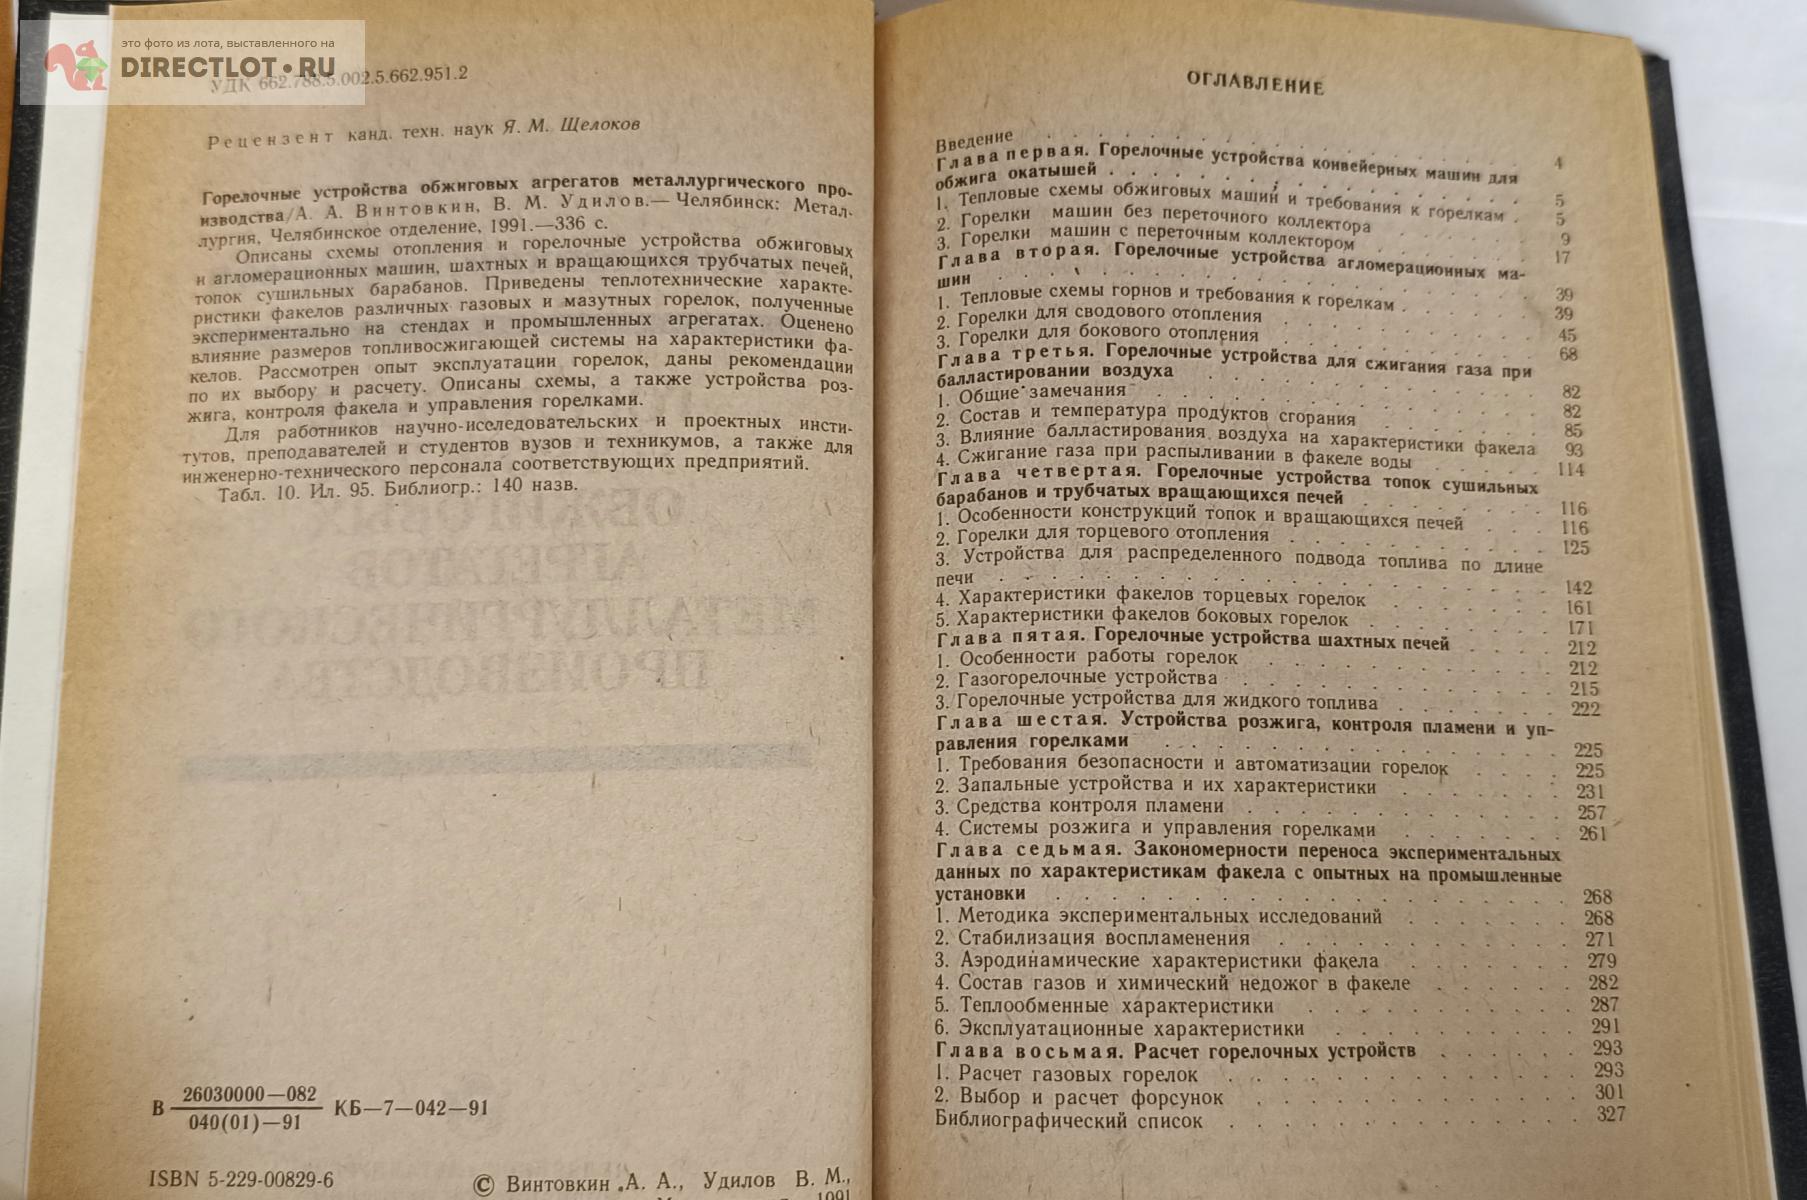 это фото из лота, выставленного на
DIRECTLOT.RU
УДК 662.788.5.002.5.662.951.2
Рецензент канд. техн. наук Я. М. Щелоков
Горелочные устройства обжиговых агрегатов металлургического про-
изводства/А. А. Винтовкин, В. М. Удилов.— Челябинск: Метал-
лургия, Челябинское отделение, 1991.—336 с.
Описаны схемы отопления и горелочные устройства обжиговых
и агломерационных машин, шахтных и вращающихся трубчатых печей,
топок сушильных барабанов. Приведены теплотехнические характе-
ристики факелов различных газовых и мазутных горелок, полученные
экспериментально на стендах и промышленных агрегатах. Оценено
влияние размеров топливосжигающей системы на характеристики фа-
келов. Рассмотрен опыт эксплуатации горелок, даны рекомендации
по их выбору и расчету. Описаны схемы, а также устройства роз-
жига, контроля факела и управления горелками.
Для работников научно-исследовательских и проектных инсти-
тутов, преподавателей и студентов вузов и техникумов, а также для
инженерно-технического персонала соответствующих предприятий.
Табл. 10. Ил. 95. Библиогр.: 140 назв.
В 26030000—082
040(01)—91 КБ—7—042—91
ISBN 5-229-00829-6
© Винтовкин А. А., Удилов В. М.,
1991
ОГЛАВЛЕНИЕ
Введение . . . . . 4
Глава первая. Горелочные устройства конвейерных машин для
обжига окатышей . . . . . 5
1. Тепловые схемы обжиговых машин и требования к горелкам . 5
2. Горелки машин без переточного коллектора . . . . . 9
3. Горелки машин с переточным коллектором . . . . . 17
Глава вторая. Горелочные устройства агломерационных ма-
шин . . . . . 39
1. Тепловые схемы горнов и требования к горелкам . . . . . 39
2. Горелки для сводового отопления . . . . . 45
3. Горелки для бокового отопления . . . . . 68
Глава третья. Горелочные устройства для сжигания газа при
балластировании воздуха . . . . . 82
1. Общие замечания . . . . . 82
2. Состав и температура продуктов сгорания . . . . . 85
3. Влияние балластирования воздуха на характеристики факела 93
4. Сжигание газа при распыливании в факеле воды . . . . . 114
Глава четвертая. Горелочные устройства топок сушильных
барабанов и трубчатых вращающихся печей . . . . . 116
1. Особенности конструкций топок и вращающихся печей . . . 116
2. Горелки для торцевого отопления . . . . . 125
3. Устройства для распределенного подвода топлива по длине
печи . . . . . 142
4. Характеристики факелов торцевых горелок . . . . . 161
5. Характеристики факелов боковых горелок . . . . . 171
Глава пятая. Горелочные устройства шахтных печей . . . . 212
1. Особенности работы горелок . . . . . 212
2. Газогорелочные устройства . . . . . 215
3. Горелочные устройства для жидкого топлива . . . . . 222
Глава шестая. Устройства розжига, контроля пламени и уп-
равления горелками . . . . . 225
1. Требования безопасности и автоматизации горелок . . . . 225
2. Запальные устройства и их характеристики . . . . . 231
3. Средства контроля пламени . . . . . 257
4. Системы розжига и управления горелками . . . . . 261
Глава седьмая. Закономерности переноса экспериментальных
данных по характеристикам факела с опытных на промышленные
установки . . . . . 268
1. Методика экспериментальных исследований . . . . . 268
2. Стабилизация воспламенения . . . . . 271
3. Аэродинамические характеристики факела . . . . . 279
4. Состав газов и химический недожог в факеле . . . . . 282
5. Теплообменные характеристики . . . . . 287
6. Эксплуатационные характеристики . . . . . 291
Глава восьмая. Расчет горелочных устройств . . . . . 293
1. Расчет газовых горелок . . . . . 293
2. Выбор и расчет форсунок . . . . . 301
Библиографический список . . . . . 327